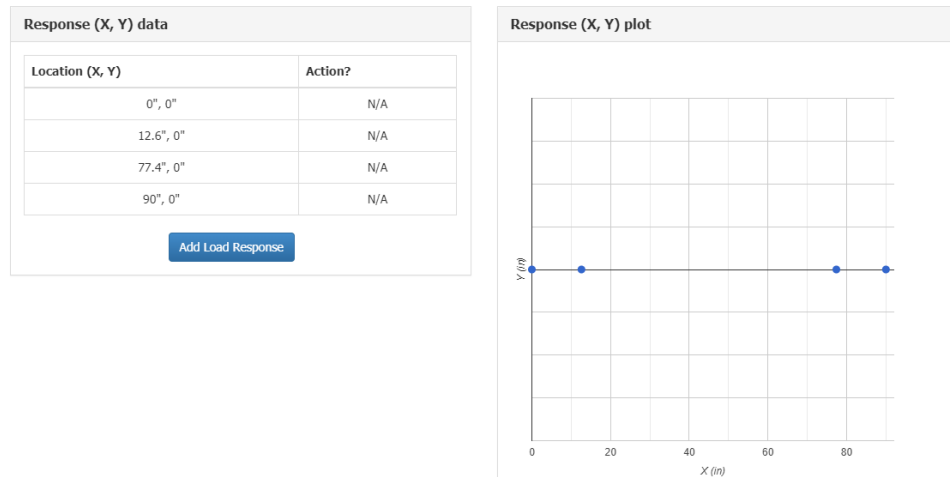 Response (X, Y) data
Location (X, Y) Action?
0", 0" N/A
12.6", 0" N/A
77.4", 0" N/A
90", 0" N/A
Add Load Response
Response (X, Y) plot
Y (in)
0 20 40 60 80
X (in)